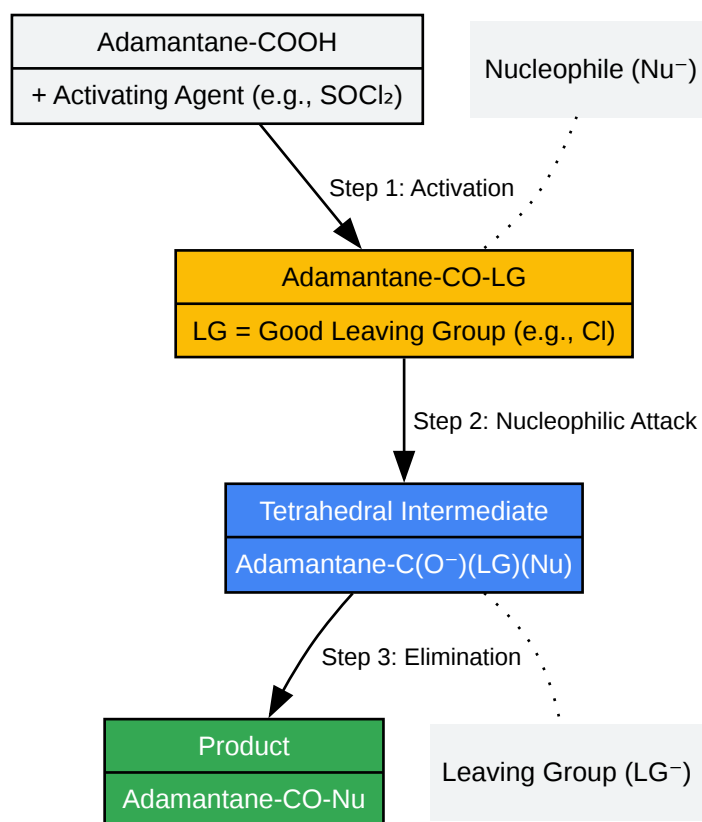 Adamantane-COOH
+ Activating Agent (e.g., SOCl₂)
Nucleophile (Nu⁻)
Step 1: Activation
Adamantane-CO-LG
LG = Good Leaving Group (e.g., Cl)
Step 2: Nucleophilic Attack
Tetrahedral Intermediate
Adamantane-C(O⁻)(LG)(Nu)
Step 3: Elimination
Product
Adamantane-CO-Nu
Leaving Group (LG⁻)